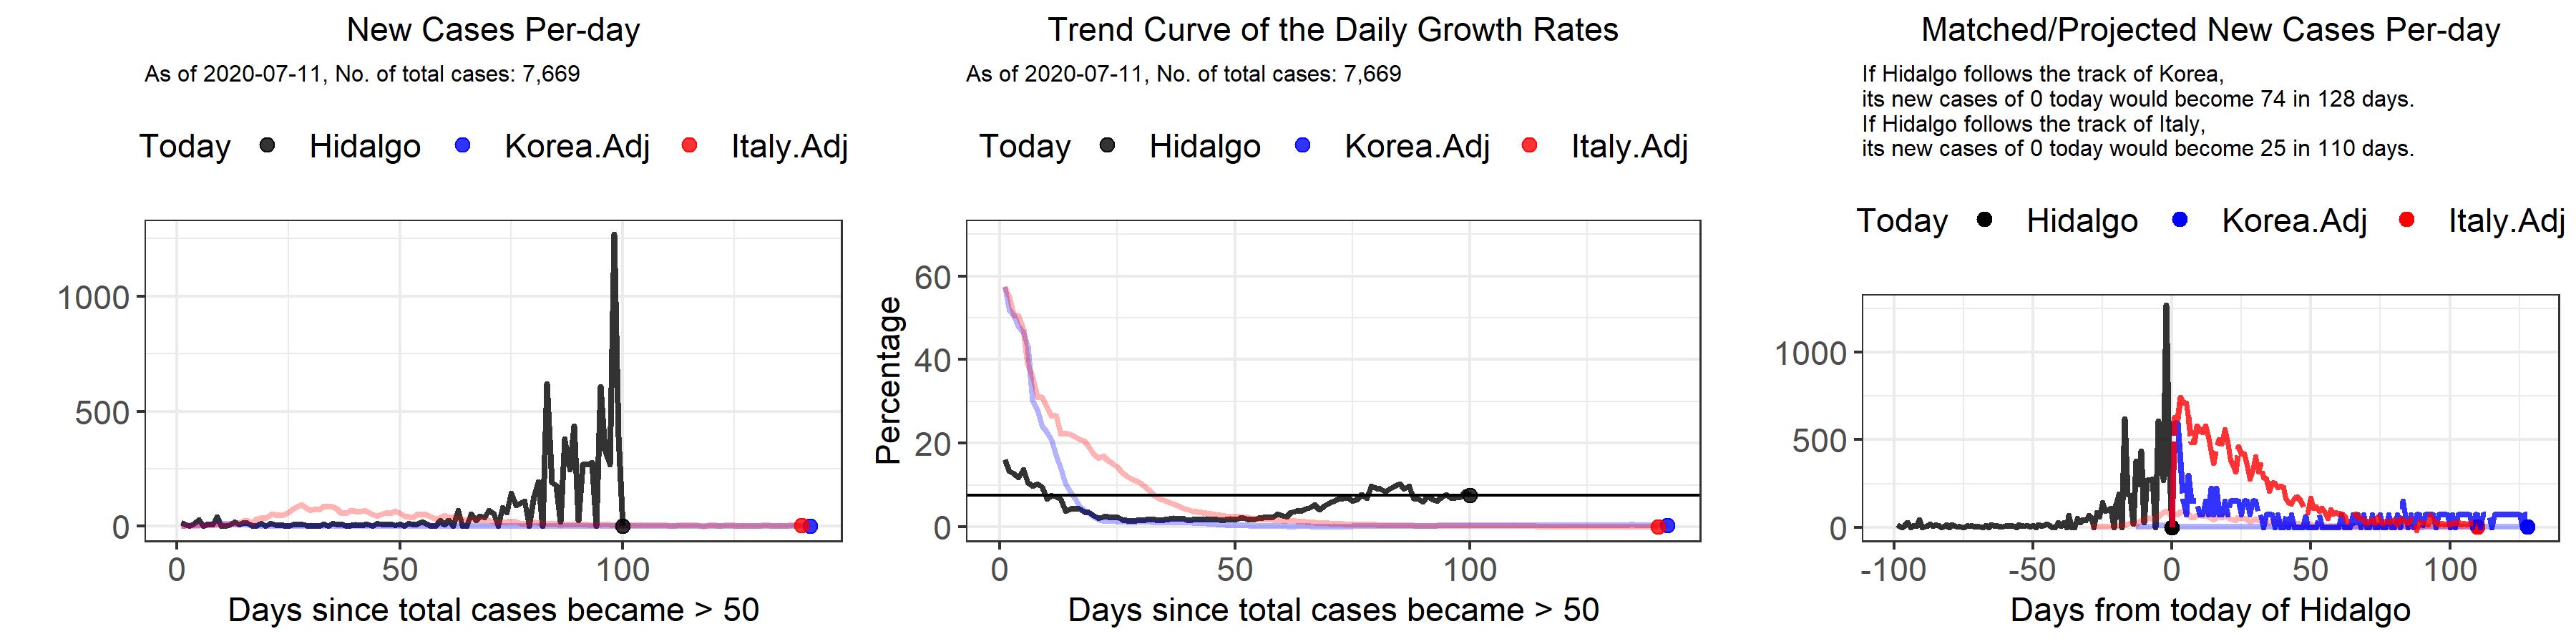 New Cases Per-day
As of 2020-07-11, No. of total cases: 7,669
Today Hidalgo Korea.Adj Italy.Adj
1000
500
0
0 50 100
Days since total cases became > 50
Trend Curve of the Daily Growth Rates
As of 2020-07-11, No. of total cases: 7,669
Today Hidalgo Korea.Adj Italy.Adj
Percentage
60
40
20
0
0 50 100
Days since total cases became > 50
Matched/Projected New Cases Per-day
If Hidalgo follows the track of Korea,
its new cases of 0 today would become 74 in 128 days.
If Hidalgo follows the track of Italy,
its new cases of 0 today would become 25 in 110 days.
Today Hidalgo Korea.Adj Italy.Adj
1000
500
0
-100 -50 0 50 100
Days from today of Hidalgo